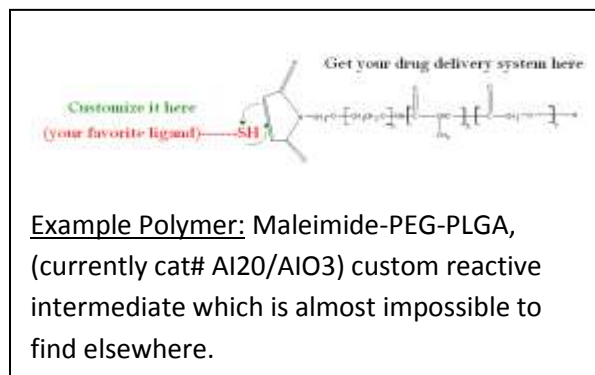 Get your drug delivery system here
Customize it here
(your favorite ligand)-------SH
Example Polymer: Maleimide-PEG-PLGA,
(currently cat# AI20/AIO3) custom reactive
intermediate which is almost impossible to
find elsewhere.